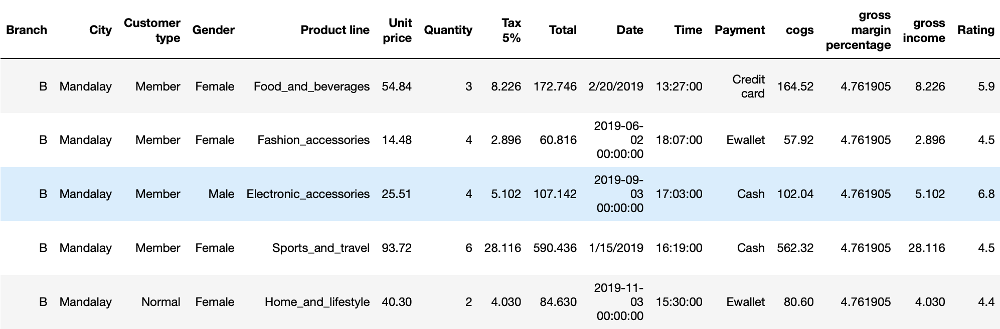 Branch City Customer type Gender Product line Unit price Quantity Tax 5% Total Date Time Payment cogs gross margin percentage gross income Rating
B Mandalay Member Female Food_and_beverages 54.84 3 8.226 172.746 2/20/2019 13:27:00 Credit card 164.52 4.761905 8.226 5.9
B Mandalay Member Female Fashion_accessories 14.48 4 2.896 60.816 2019-06-02 00:00:00 18:07:00 Ewallet 57.92 4.761905 2.896 4.5
B Mandalay Member Male Electronic_accessories 25.51 4 5.102 107.142 2019-09-03 00:00:00 17:03:00 Cash 102.04 4.761905 5.102 6.8
B Mandalay Member Female Sports_and_travel 93.72 6 28.116 590.436 1/15/2019 16:19:00 Cash 562.32 4.761905 28.116 4.5
B Mandalay Normal Female Home_and_lifestyle 40.30 2 4.030 84.630 2019-11-03 00:00:00 15:30:00 Ewallet 80.60 4.761905 4.030 4.4